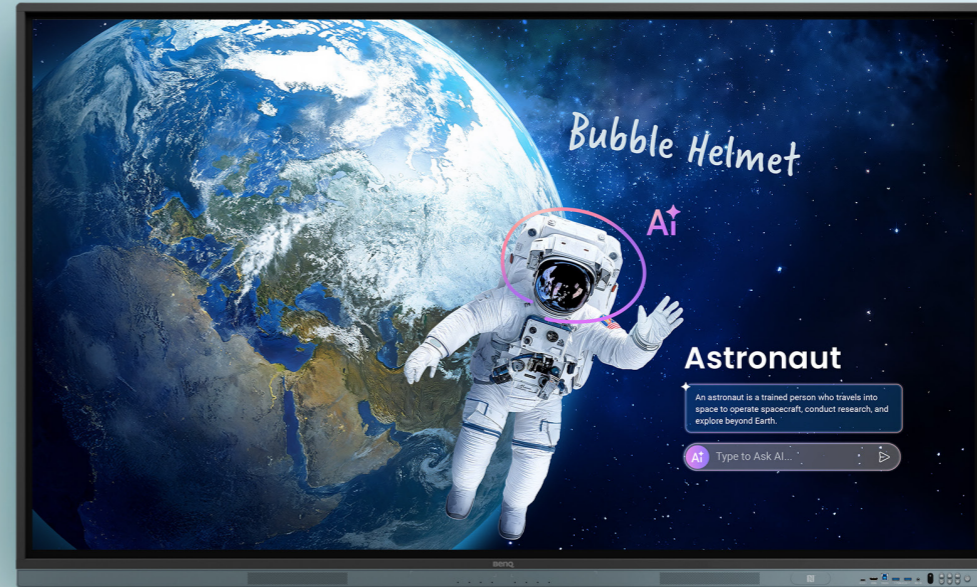 Bubble Helmet
Ai
Astronaut
An astronaut is a trained person who travels into
space to operate spacecraft, conduct research, and
explore beyond Earth.
Ai Type to Ask AI...
BenQ